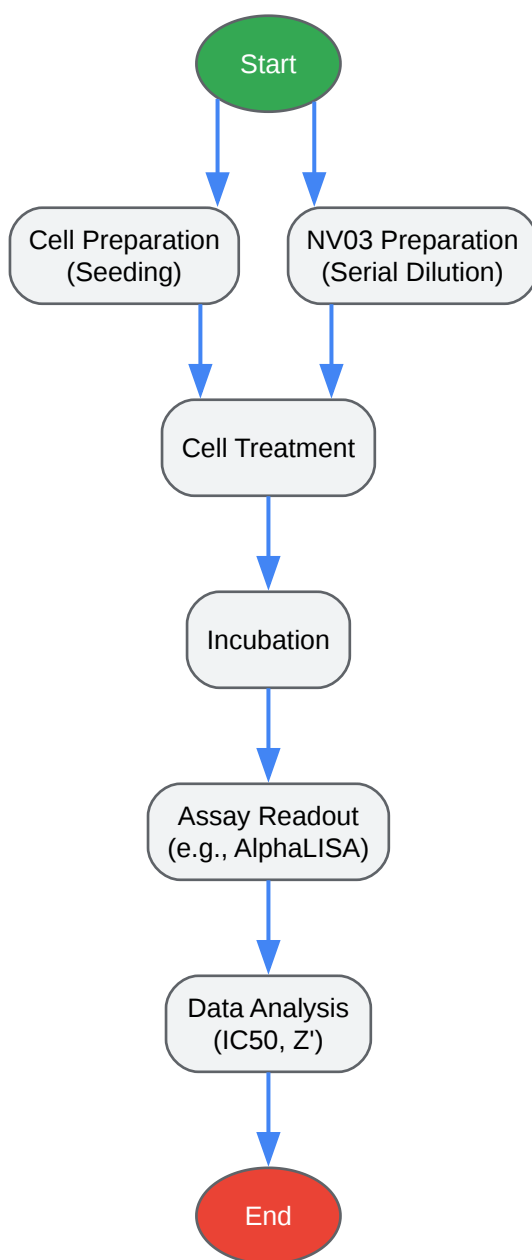 Start
Cell Preparation
(Seeding)
NV03 Preparation
(Serial Dilution)
Cell Treatment
Incubation
Assay Readout
(e.g., AlphaLISA)
Data Analysis
(IC50, Z')
End